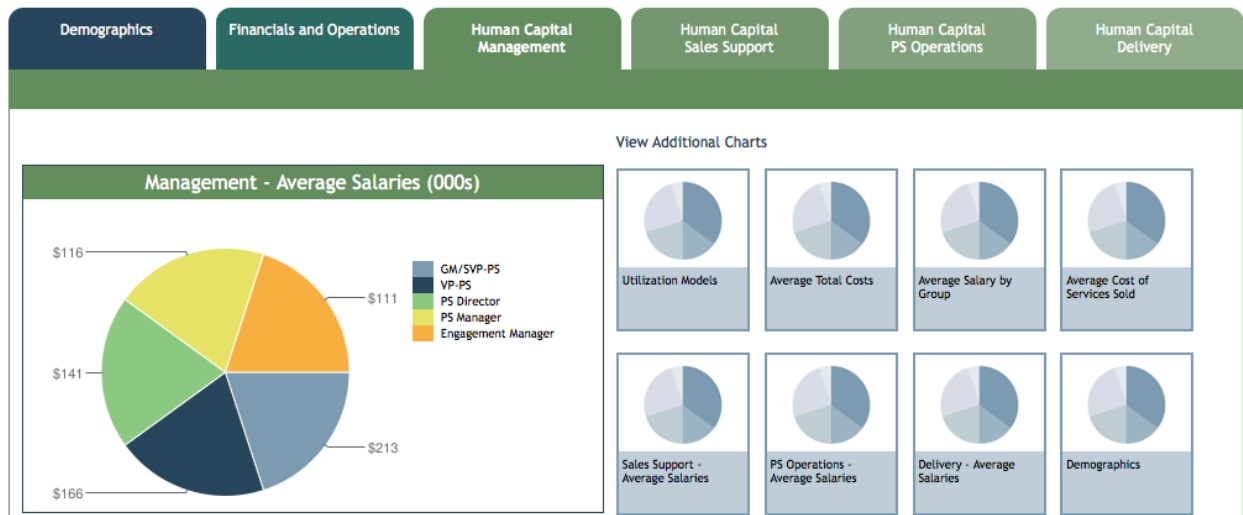 Demographics
Financials and Operations
Human Capital
Management
Human Capital
Sales Support
Human Capital
PS Operations
Human Capital
Delivery
View Additional Charts
Management - Average Salaries (000s)
$116
$111
$141
$213
$166
GM/SVP-PS
VP-PS
PS Director
PS Manager
Engagement Manager
Utilization Models
Average Total Costs
Average Salary by
Group
Average Cost of
Services Sold
Sales Support -
Average Salaries
PS Operations -
Average Salaries
Delivery - Average
Salaries
Demographics